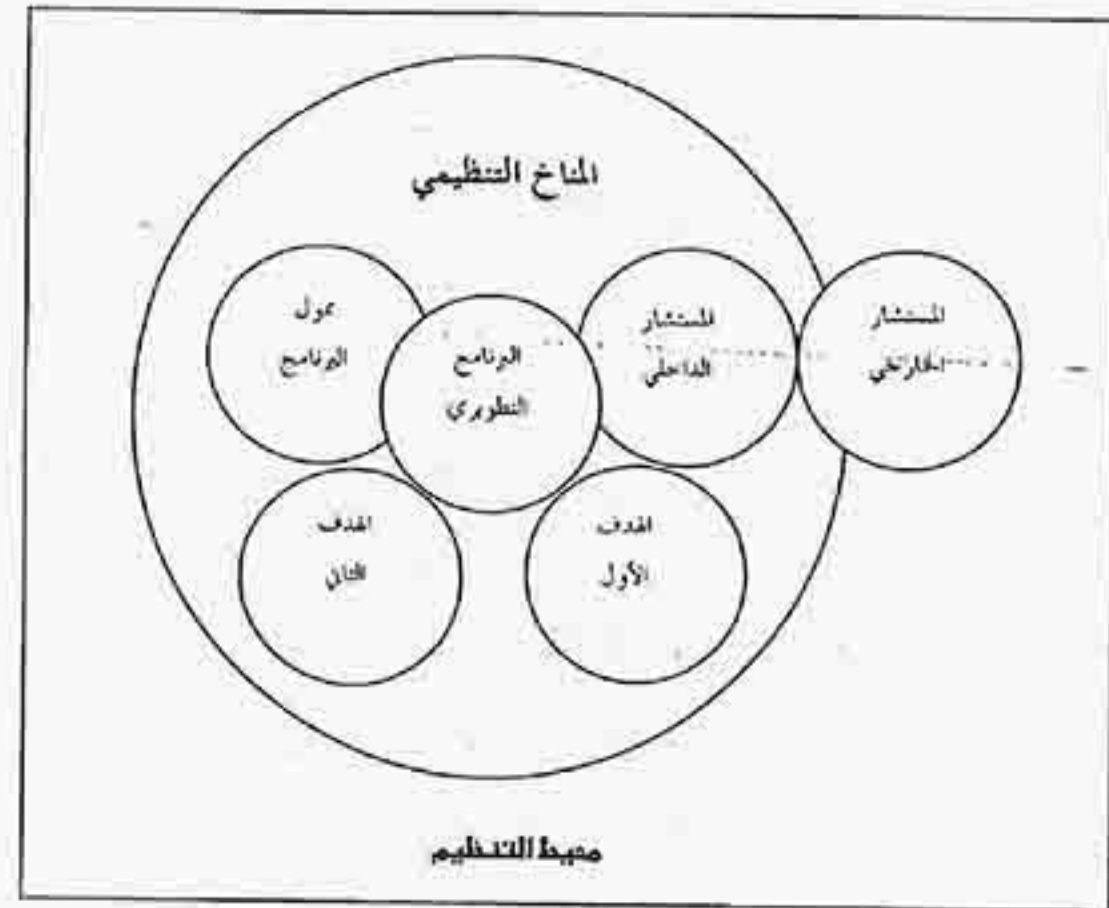 المناخ التنظيمي
المستشار
الخارجي
المستشار
الداخلي
البرنامج
التطويري
ممول
البرنامج
الهدف
الأول
الهدف
الثاني
محيط التنظيم